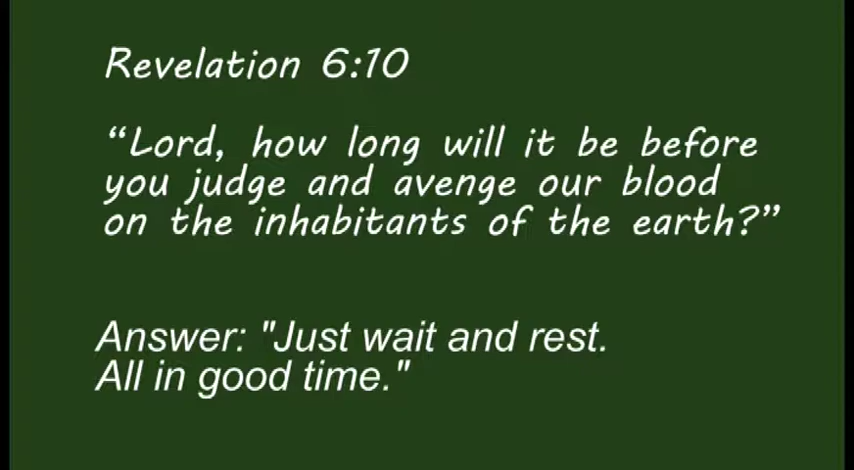 Revelation 6:10
“Lord, how long will it be before
you judge and avenge our blood
on the inhabitants of the earth?”
Answer: "Just wait and rest.
All in good time."